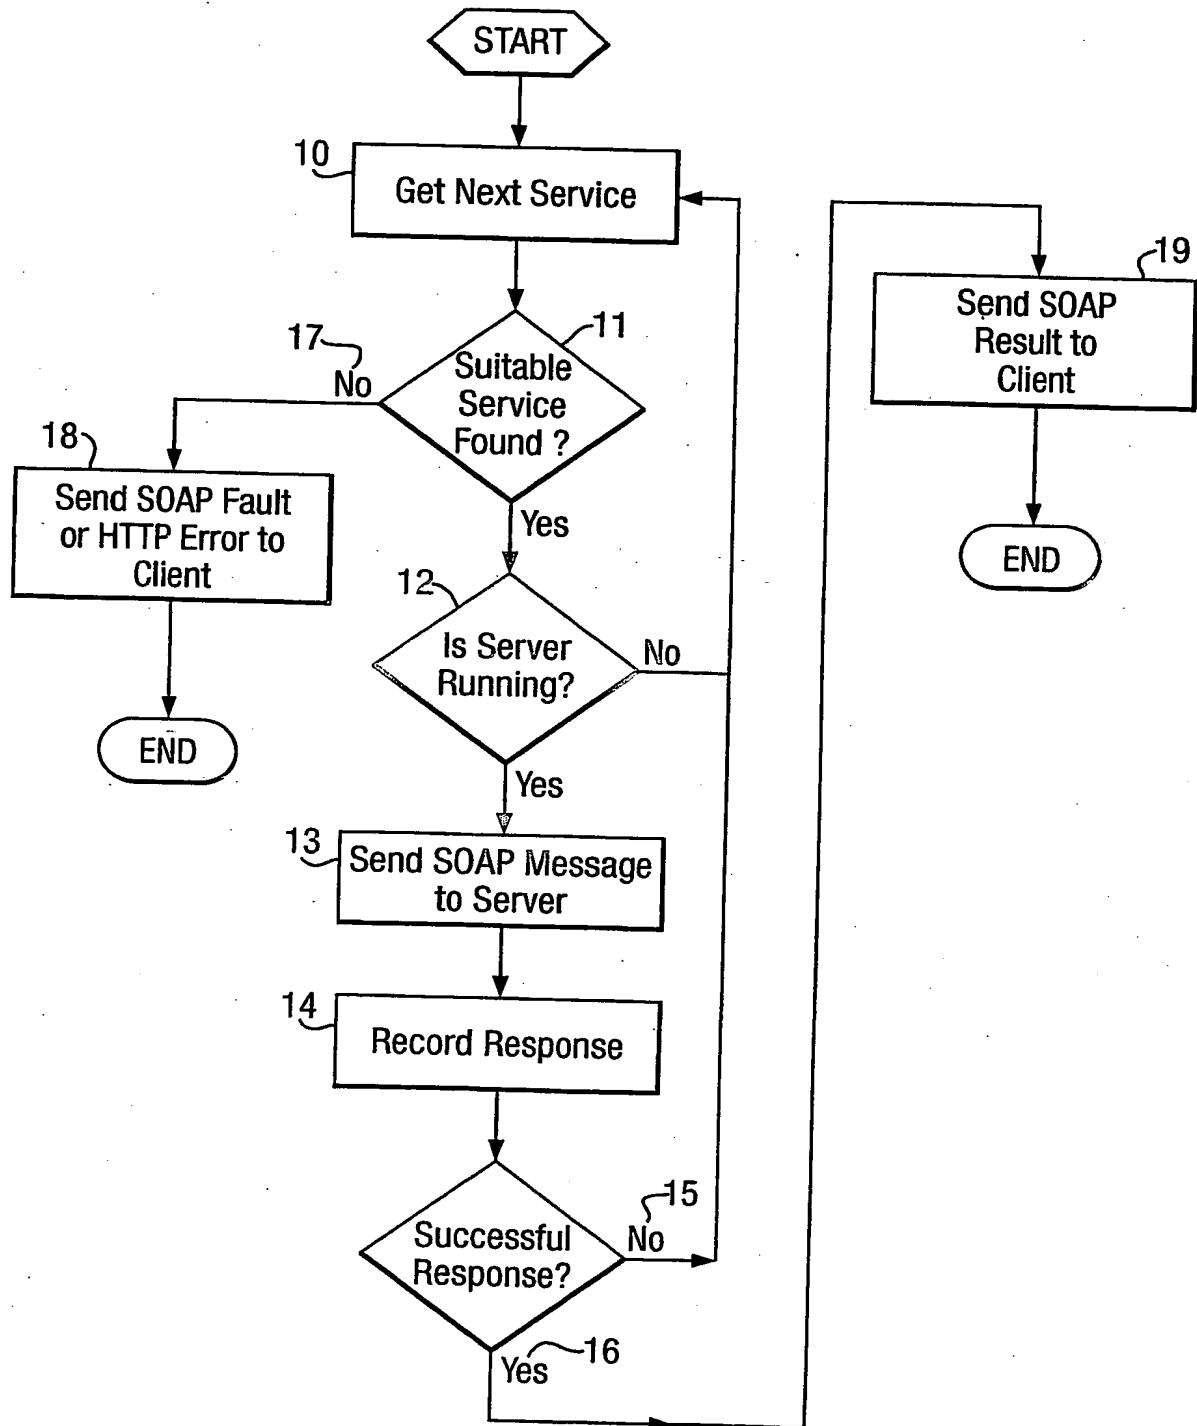 START
10
Get Next Service
11
Suitable
Service
Found ?
17
No
18
Send SOAP Fault
or HTTP Error to
Client
END
Yes
12
Is Server
Running?
No
Yes
13
Send SOAP Message
to Server
14
Record Response
Successful
Response?
15
No
Yes
16
19
Send SOAP
Result to
Client
END